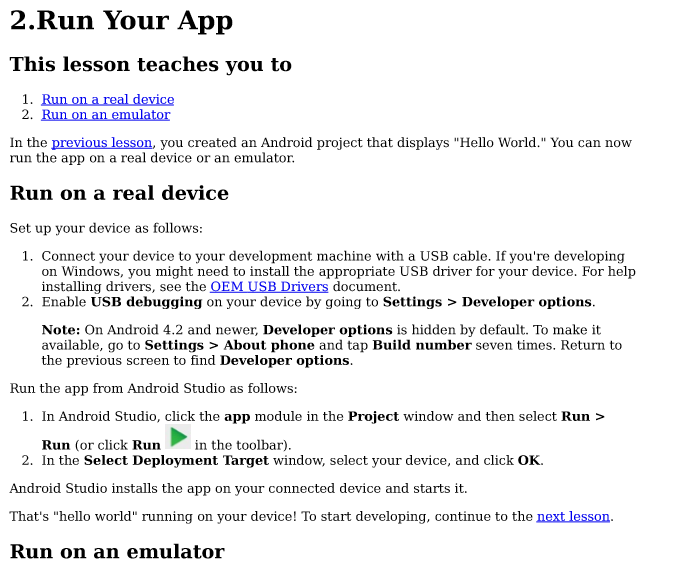 2.Run Your App
This lesson teaches you to
1. Run on a real device
2. Run on an emulator
In the previous lesson, you created an Android project that displays "Hello World." You can now
run the app on a real device or an emulator.
Run on a real device
Set up your device as follows:
1. Connect your device to your development machine with a USB cable. If you're developing
on Windows, you might need to install the appropriate USB driver for your device. For help
installing drivers, see the OEM USB Drivers document.
2. Enable USB debugging on your device by going to Settings > Developer options.
Note: On Android 4.2 and newer, Developer options is hidden by default. To make it
available, go to Settings > About phone and tap Build number seven times. Return to
the previous screen to find Developer options.
Run the app from Android Studio as follows:
1. In Android Studio, click the app module in the Project window and then select Run >
Run (or click Run in the toolbar).
2. In the Select Deployment Target window, select your device, and click OK.
Android Studio installs the app on your connected device and starts it.
That's "hello world" running on your device! To start developing, continue to the next lesson.
Run on an emulator